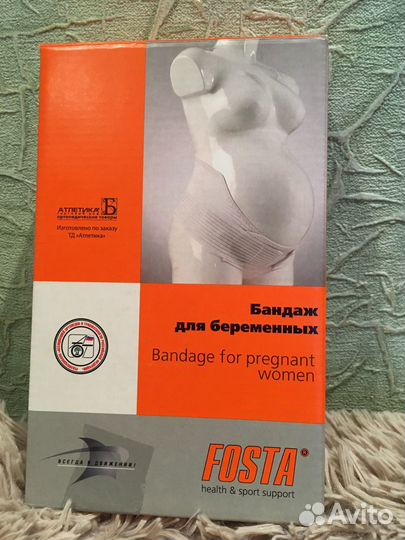 АТЛЕТИКА
ортопедические товары
Изготовлено по заказу
ТД «Атлетика»
Бандаж
для беременных
Bandage for pregnant
women
ВСЕГДА В ДВИЖЕНИИ!
FOSTA®
health & sport support
Avito